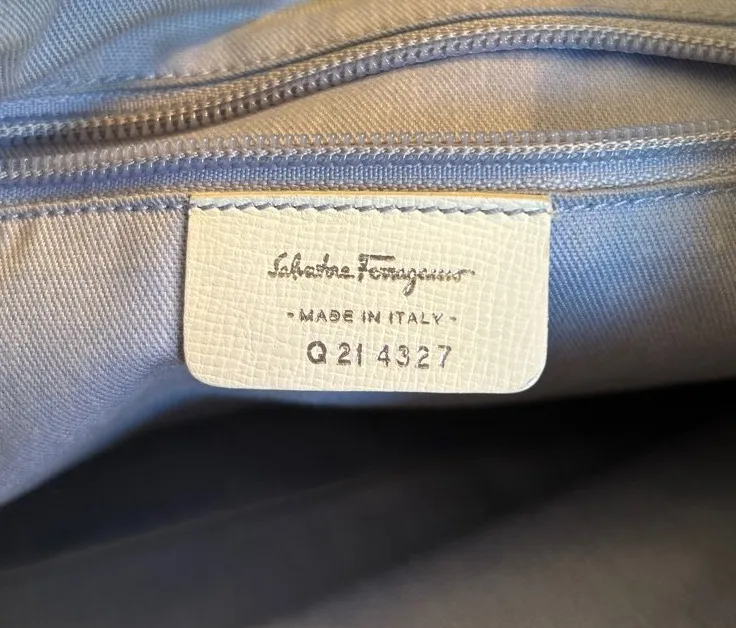 Salvatore Ferragamo
- MADE IN ITALY -
Q 21 4327